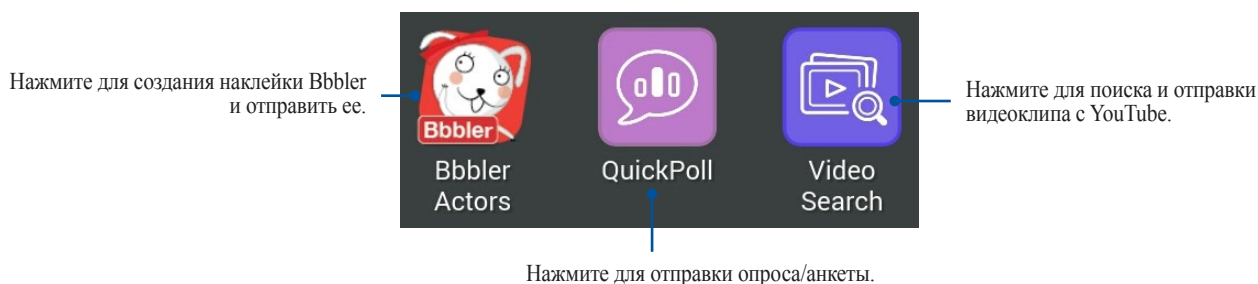 Нажмите для создания наклейки Bbbler
и отправить ее.
Bbbler
Bbbler
Actors
QuickPoll
Video
Search
Нажмите для поиска и отправки
видеоклипа с YouTube.
Нажмите для отправки опроса/анкеты.